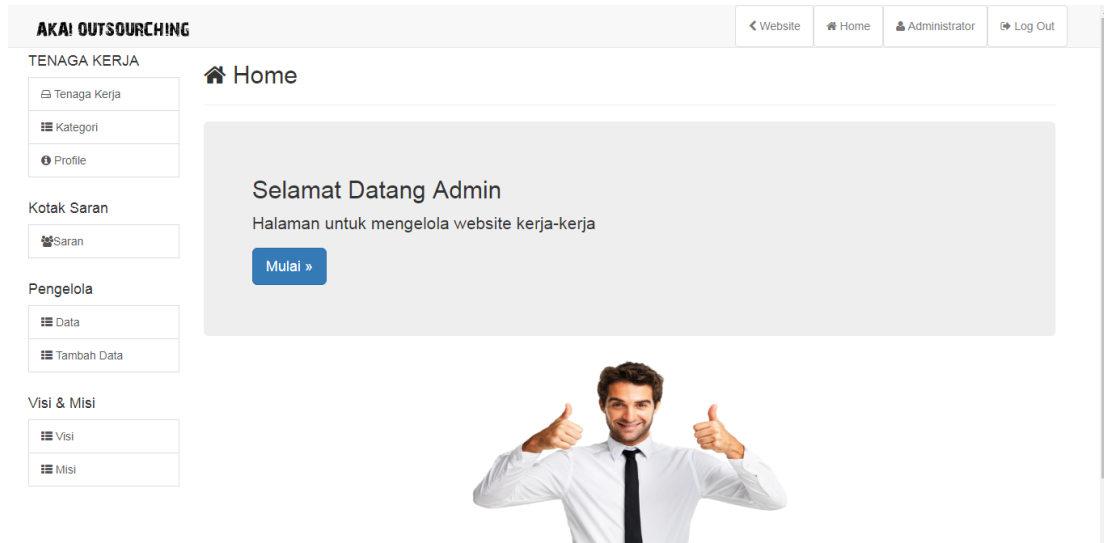 AKAI OUTSOURCHING
Website
Home
Administrator
Log Out
TENAGA KERJA
Tenaga Kerja
Kategori
Profile
Kotak Saran
Saran
Pengelola
Data
Tambah Data
Visi & Misi
Visi
Misi
Home
Selamat Datang Admin
Halaman untuk mengelola website kerja-kerja
Mulai »